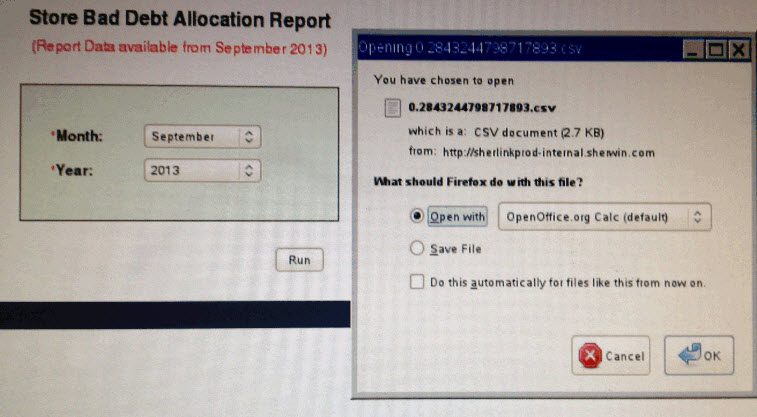 Store Bad Debt Allocation Report
(Report Data available from September 2013)
*Month:
September
*Year:
2013
Run
Opening 0.2843244798717893.csv
You have chosen to open
0.2843244798717893.csv
which is a: CSV document (2.7 KB)
from: http://sherlinkprod-internal.sherwin.com
What should Firefox do with this file?
Open with
OpenOffice.org Calc (default)
Save File
Do this automatically for files like this from now on.
Cancel
OK